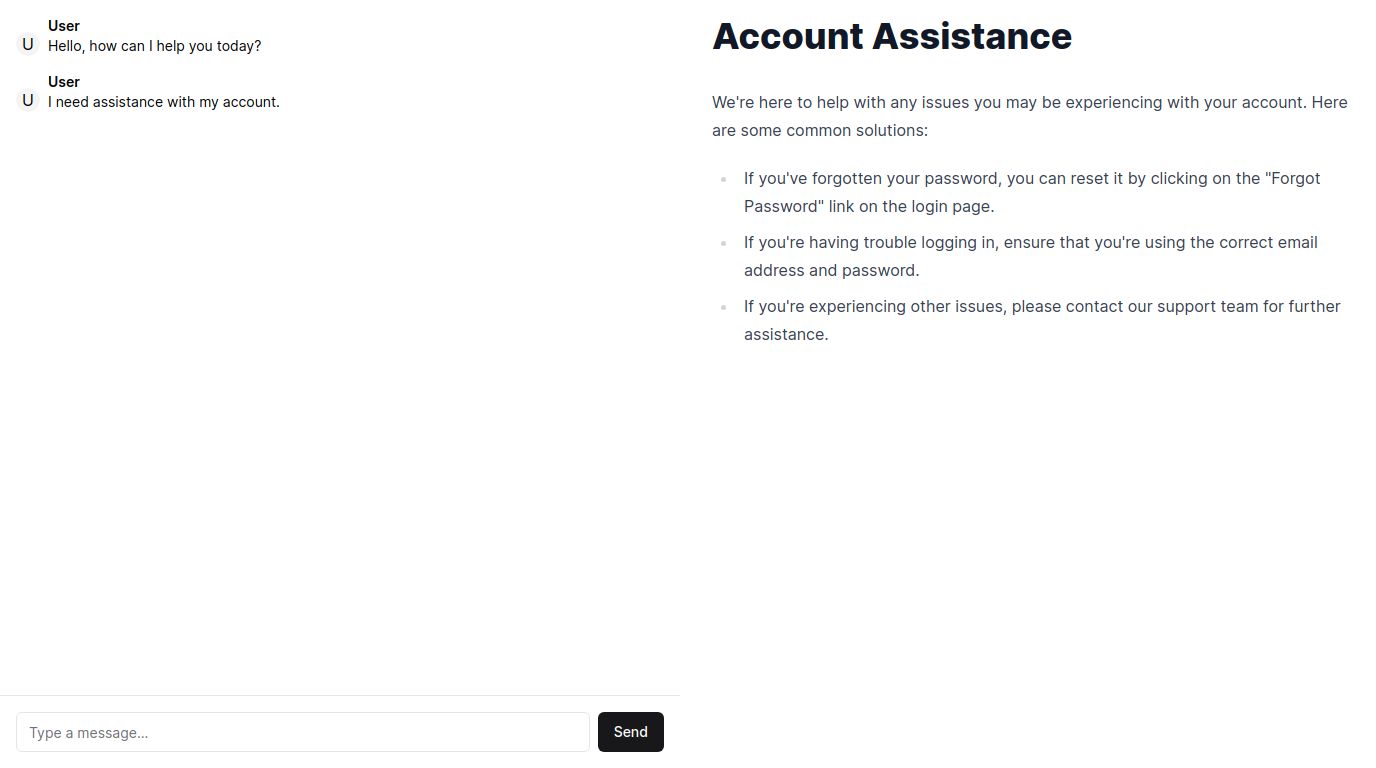 User
U
Hello, how can I help you today?
User
U
I need assistance with my account.
Type a message...
Send
Account Assistance
We're here to help with any issues you may be experiencing with your account. Here
are some common solutions:
If you've forgotten your password, you can reset it by clicking on the "Forgot
Password" link on the login page.
If you're having trouble logging in, ensure that you're using the correct email
address and password.
If you're experiencing other issues, please contact our support team for further
assistance.